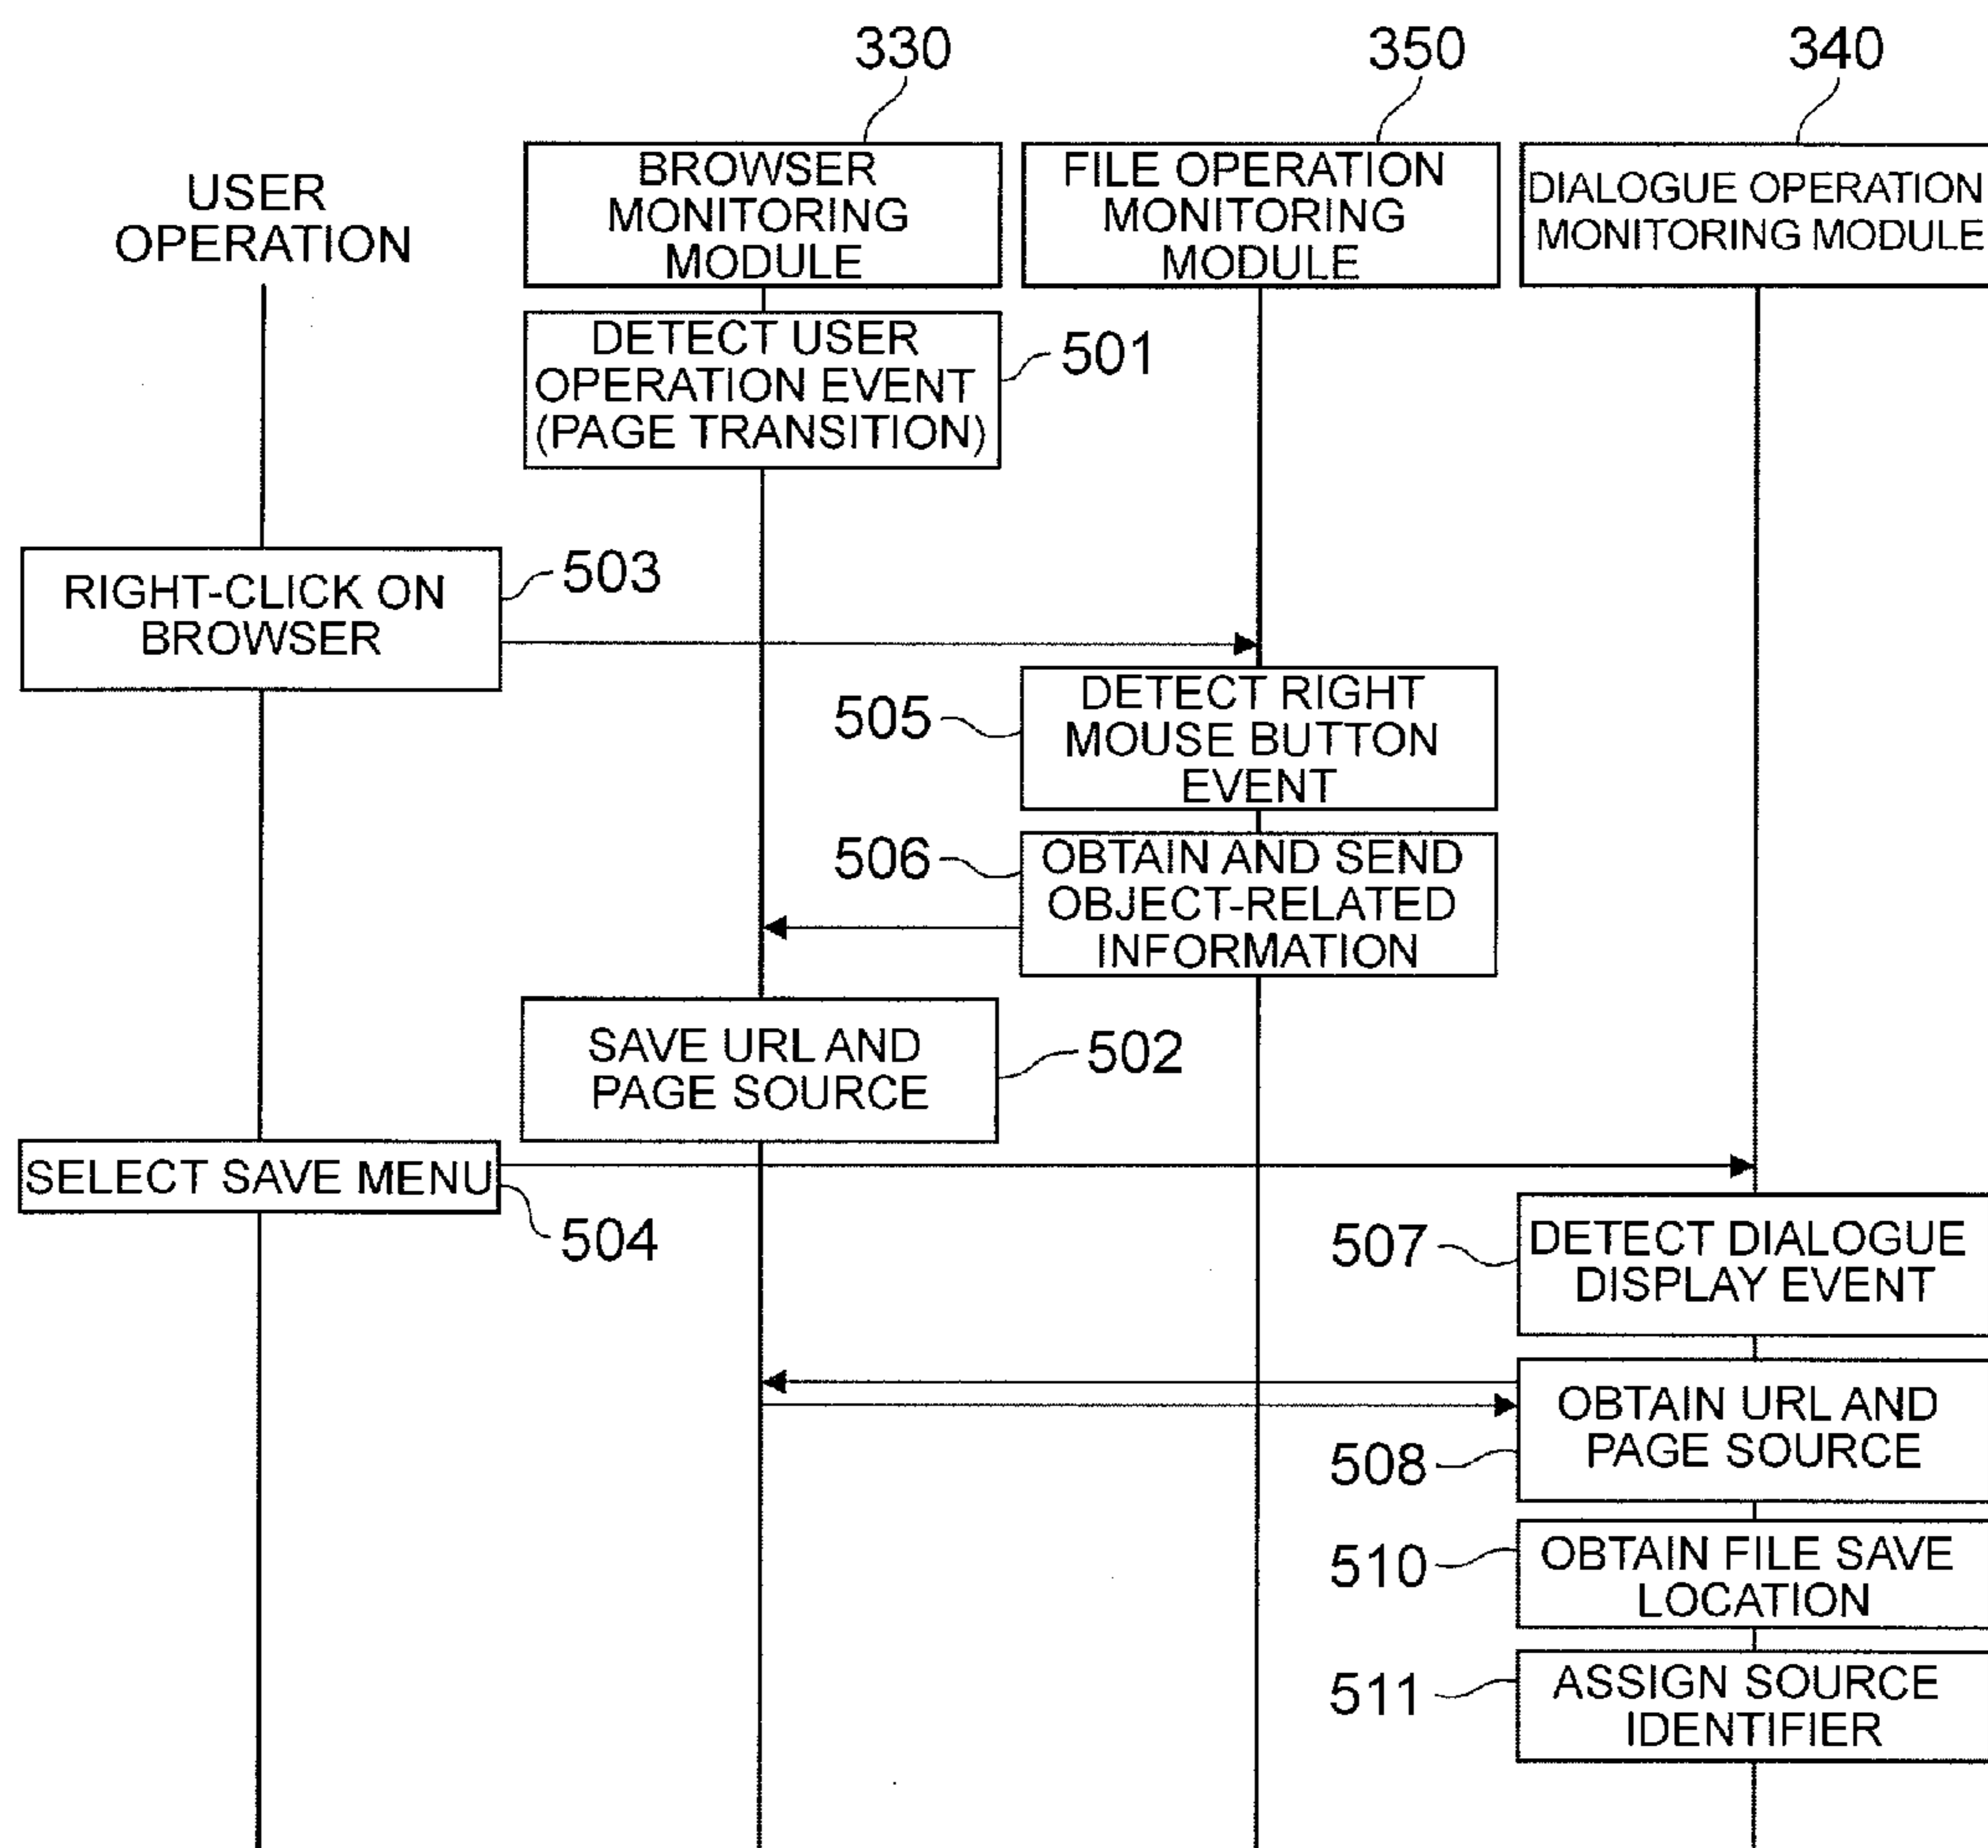 330
350
340
USER
OPERATION
BROWSER
MONITORING
MODULE
FILE OPERATION
MONITORING
MODULE
DIALOGUE OPERATION
MONITORING MODULE
DETECT USER
OPERATION EVENT
(PAGE TRANSITION)
501
RIGHT-CLICK ON
BROWSER
503
505
DETECT RIGHT
MOUSE BUTTON
EVENT
506
OBTAIN AND SEND
OBJECT-RELATED
INFORMATION
SAVE URL AND
PAGE SOURCE
502
SELECT SAVE MENU
504
507
DETECT DIALOGUE
DISPLAY EVENT
OBTAIN URL AND
PAGE SOURCE
508
510
OBTAIN FILE SAVE
LOCATION
511
ASSIGN SOURCE
IDENTIFIER